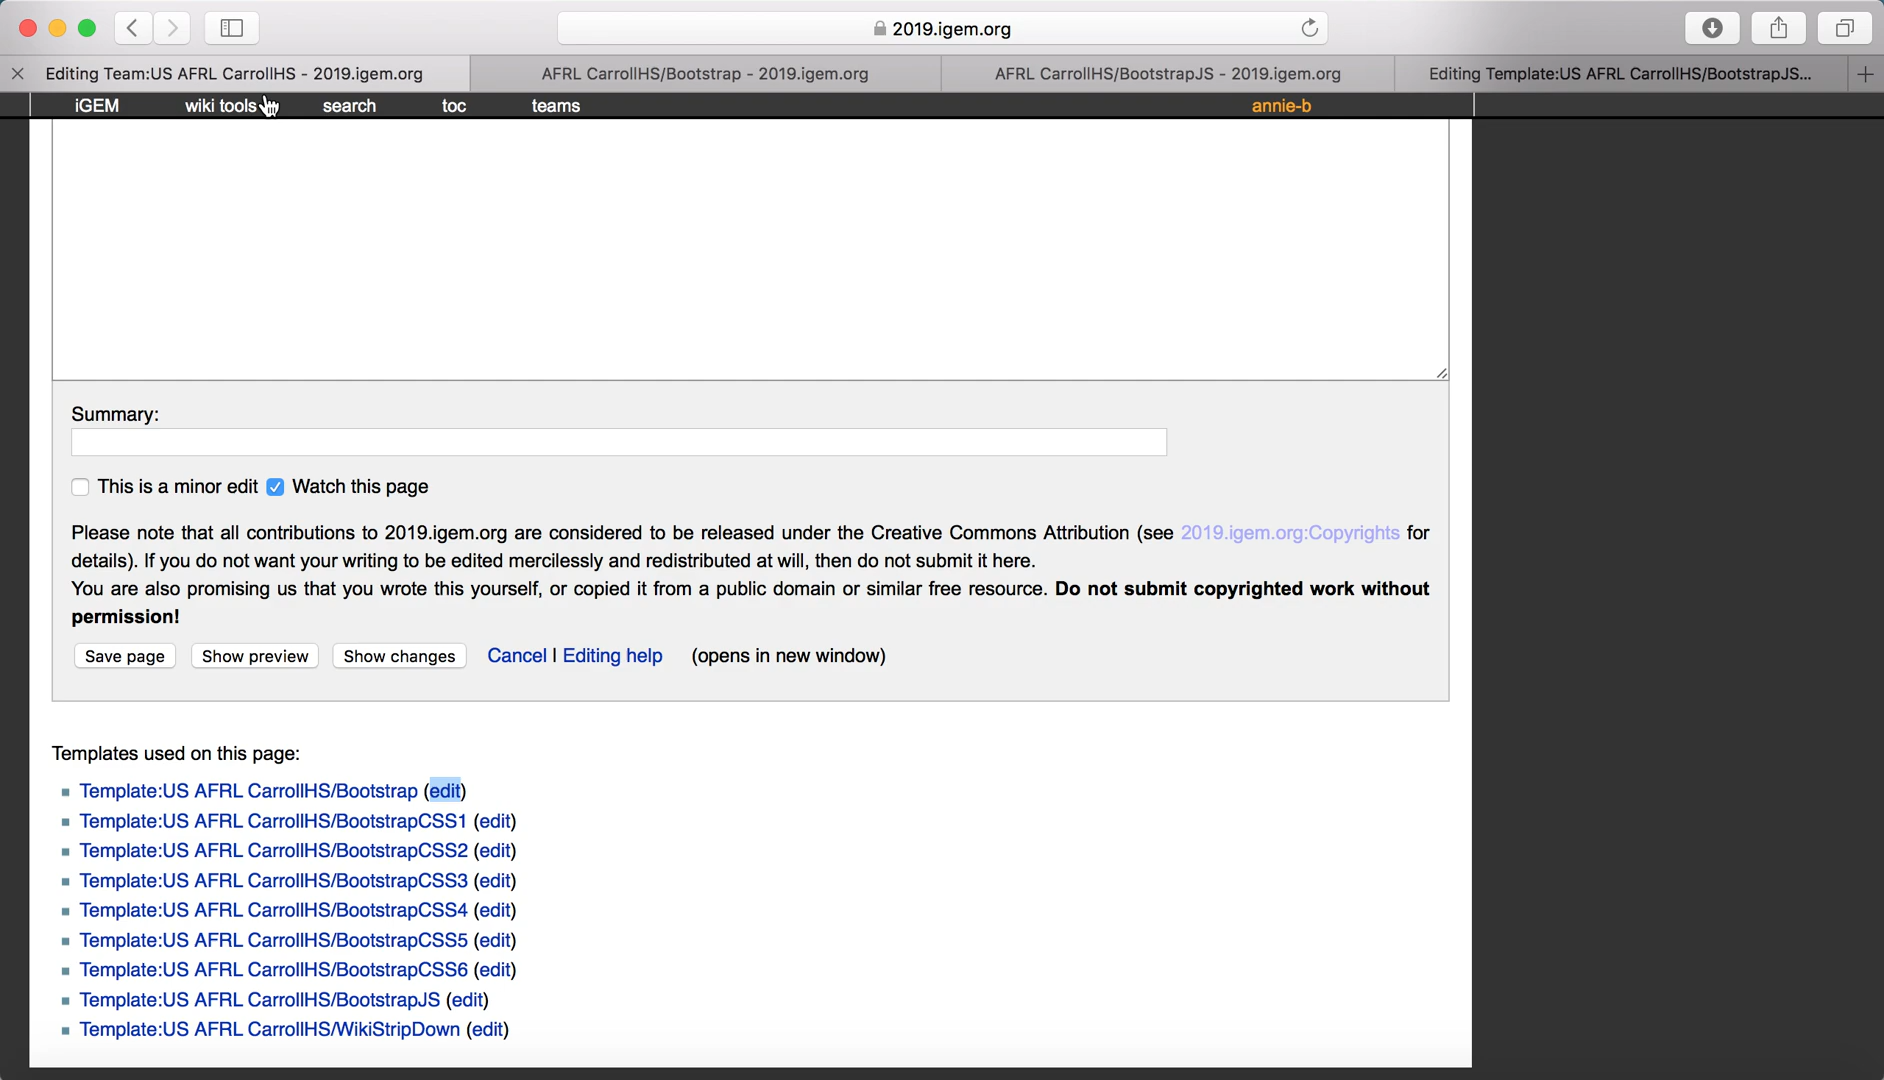 2019.igem.org
Editing Team:US AFRL CarrollHS - 2019.igem.org
AFRL CarrollHS/Bootstrap - 2019.igem.org
AFRL CarrollHS/BootstrapJS - 2019.igem.org
Editing Template:US AFRL CarrollHS/BootstrapJS...
iGEM
wiki tools
search
toc
teams
annie-b
Summary:
This is a minor edit
Watch this page
Please note that all contributions to 2019.igem.org are considered to be released under the Creative Commons Attribution (see 2019.igem.org:Copyrights for
details). If you do not want your writing to be edited mercilessly and redistributed at will, then do not submit it here.
You are also promising us that you wrote this yourself, or copied it from a public domain or similar free resource. Do not submit copyrighted work without
permission!
Save page
Show preview
Show changes
Cancel | Editing help (opens in new window)
Templates used on this page:
Template:US AFRL CarrollHS/Bootstrap (edit)
Template:US AFRL CarrollHS/BootstrapCSS1 (edit)
Template:US AFRL CarrollHS/BootstrapCSS2 (edit)
Template:US AFRL CarrollHS/BootstrapCSS3 (edit)
Template:US AFRL CarrollHS/BootstrapCSS4 (edit)
Template:US AFRL CarrollHS/BootstrapCSS5 (edit)
Template:US AFRL CarrollHS/BootstrapCSS6 (edit)
Template:US AFRL CarrollHS/BootstrapJS (edit)
Template:US AFRL CarrollHS/WikiStripDown (edit)